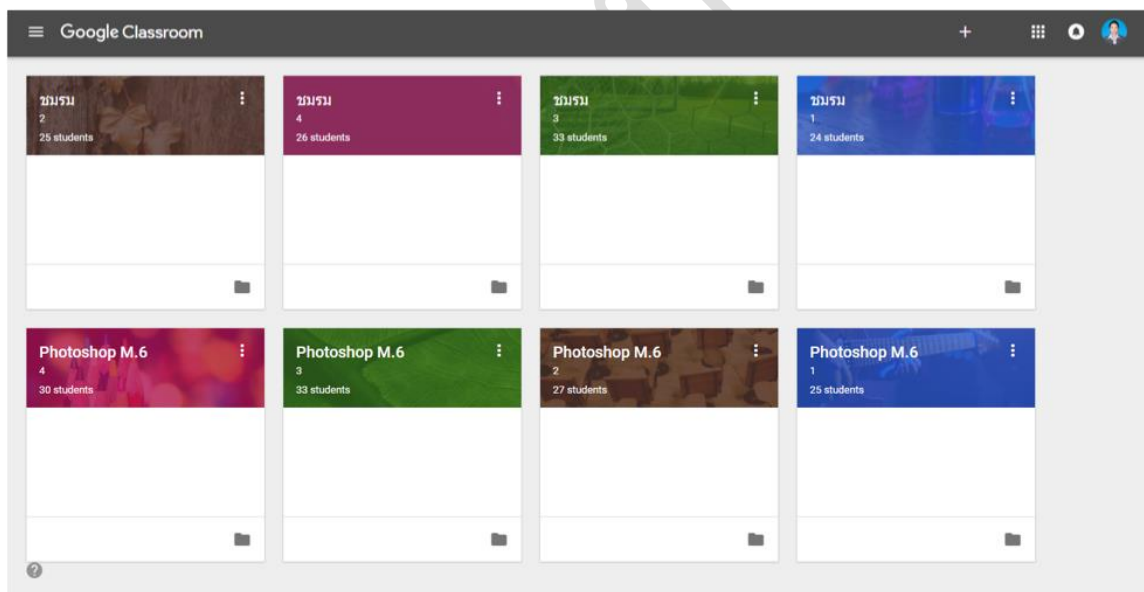 Google Classroom
ชมรม
2
25 students
ชมรม
4
26 students
ชมรม
3
33 students
ชมรม
1
24 students
Photoshop M.6
4
30 students
Photoshop M.6
3
33 students
Photoshop M.6
2
27 students
Photoshop M.6
1
25 students